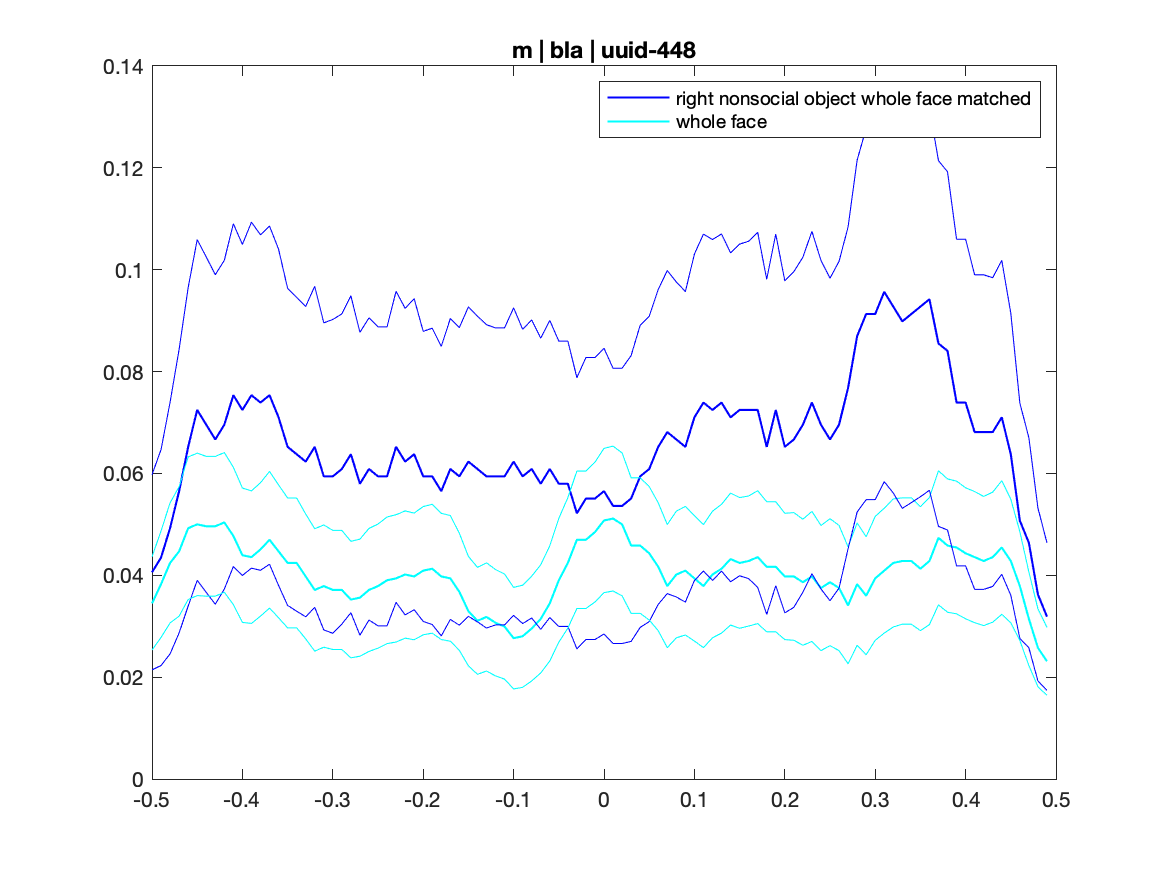 m | bla | uuid-448
right nonsocial object whole face matched
whole face
0.14
0.12
0.1
0.08
0.06
0.04
0.02
0
-0.5 -0.4 -0.3 -0.2 -0.1 0 0.1 0.2 0.3 0.4 0.5